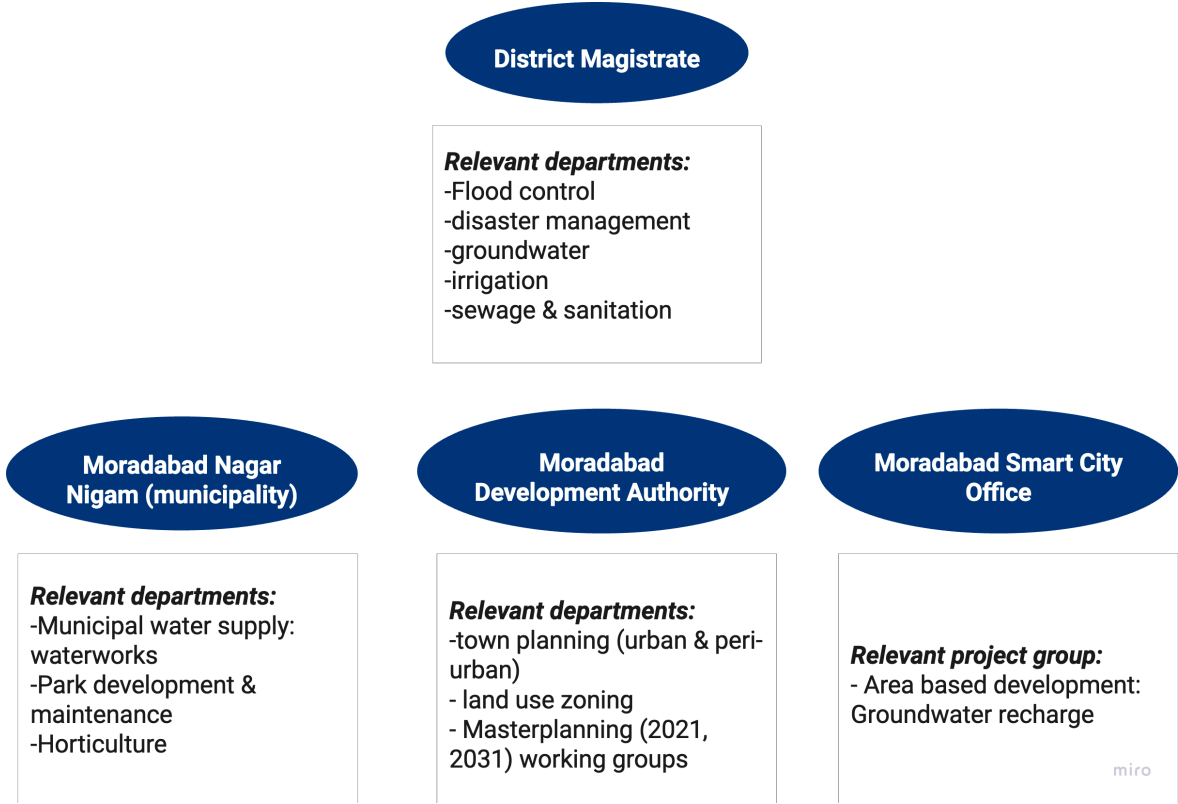 District Magistrate
Relevant departments:
-Flood control
-disaster management
-groundwater
-irrigation
-sewage & sanitation
Moradabad Nagar
Nigam (municipality)
Relevant departments:
-Municipal water supply:
waterworks
-Park development &
maintenance
-Horticulture
Moradabad
Development Authority
Relevant departments:
-town planning (urban & peri-
urban)
- land use zoning
- Masterplanning (2021,
2031) working groups
Moradabad Smart City
Office
Relevant project group:
- Area based development:
Groundwater recharge
miro